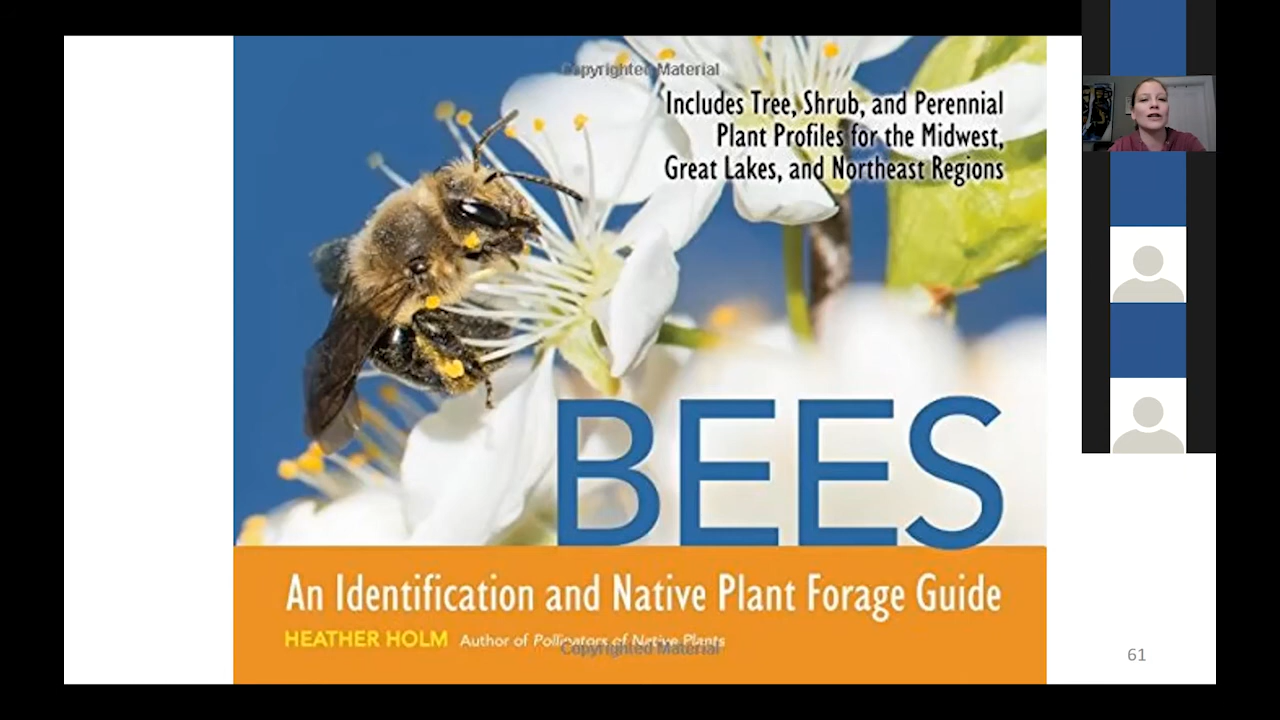 Copyrighted Material
Includes Tree, Shrub, and Perennial
Plant Profiles for the Midwest,
Great Lakes, and Northeast Regions
BEES
An Identification and Native Plant Forage Guide
HEATHER HOLM Author of Pollinators of Native Plants
Copyrighted Material
61